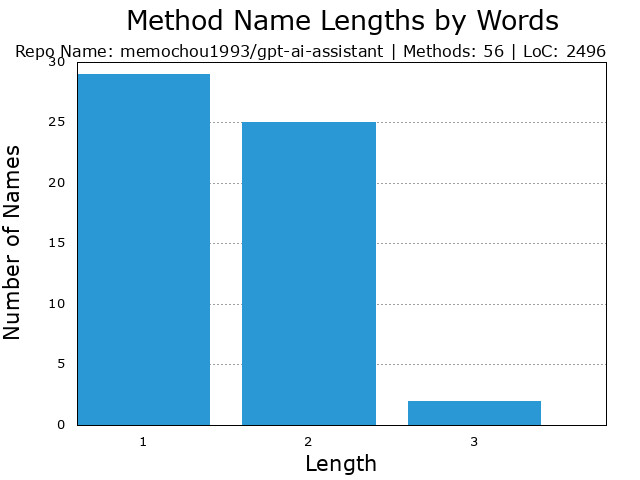 Method Name Lengths by Words
Repo Name: memochou1993/gpt-ai-assistant | Methods: 56 | LoC: 2496
Number of Names
30
25
20
15
10
5
0
1 2 3
Length